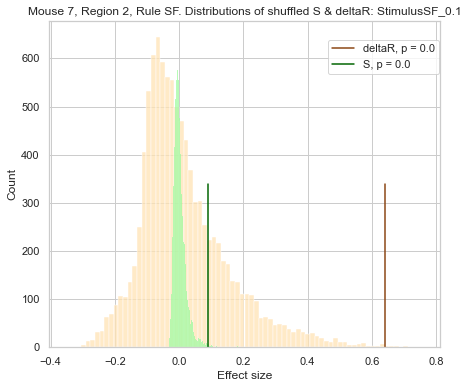 Mouse 7, Region 2, Rule SF. Distributions of shuffled S & deltaR: StimulusSF_0.1
deltaR, p = 0.0
S, p = 0.0
600
500
400
300
200
100
0
Count
−0.4 −0.2 0.0 0.2 0.4 0.6 0.8
Effect size